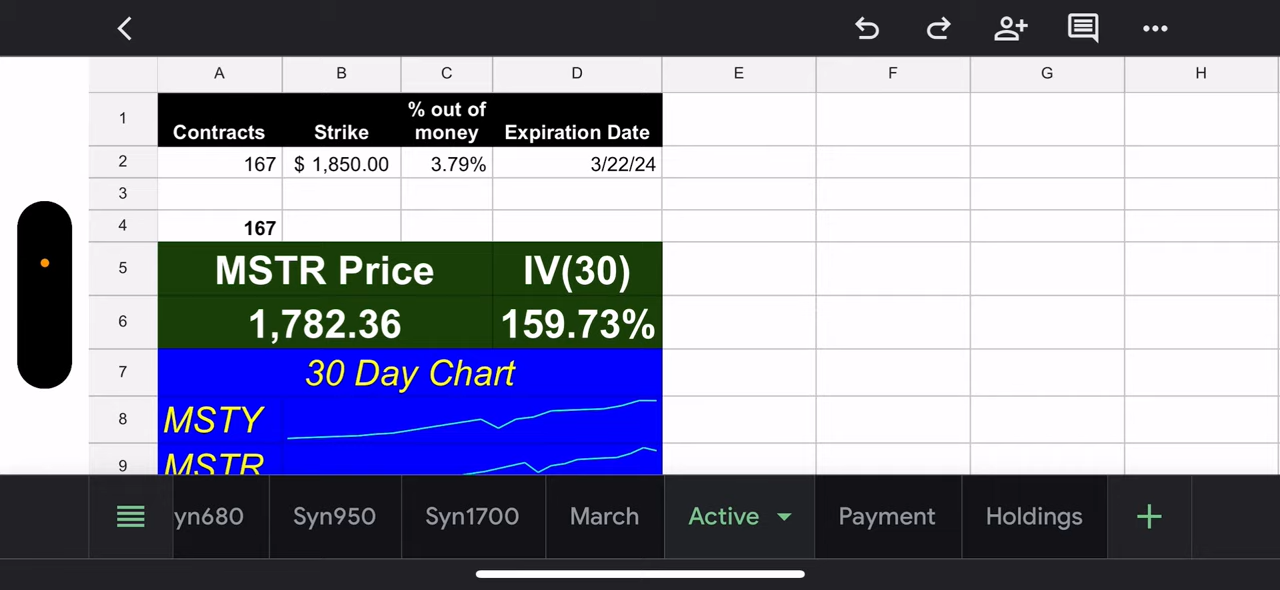 A B C D E F G H
1 Contracts Strike % out of money Expiration Date
2 167 $ 1,850.00 3.79% 3/22/24
3
4 167
5 MSTR Price IV(30)
6 1,782.36 159.73%
7 30 Day Chart
8 MSTY
9 MSTR
yn680 Syn950 Syn1700 March Active Payment Holdings